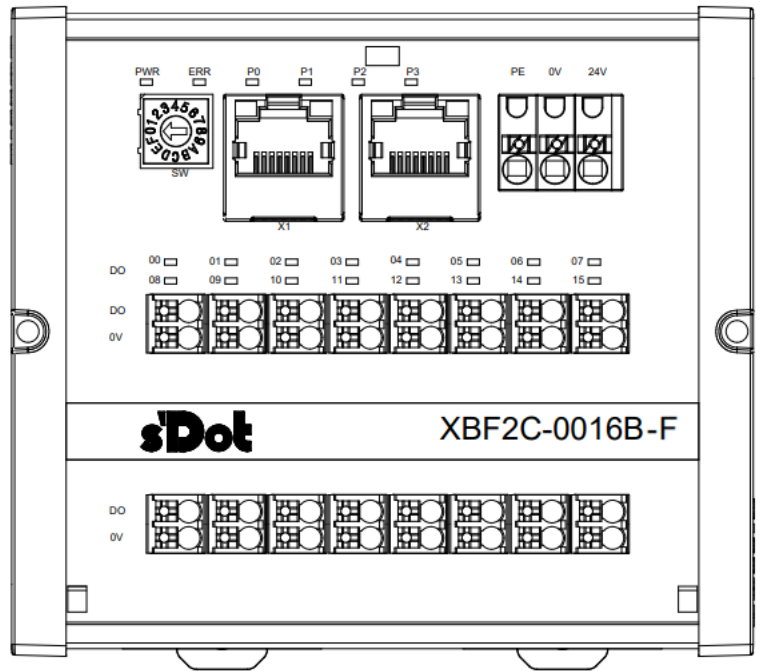 PWR ERR P0 P1 P2 P3 PE 0V 24V
0123456789ABCDEF
SW
X1 X2
00 01 02 03 04 05 06 07
DO
08 09 10 11 12 13 14 15
DO
0V
s'Dot XBF2C-0016B-F
DO
0V